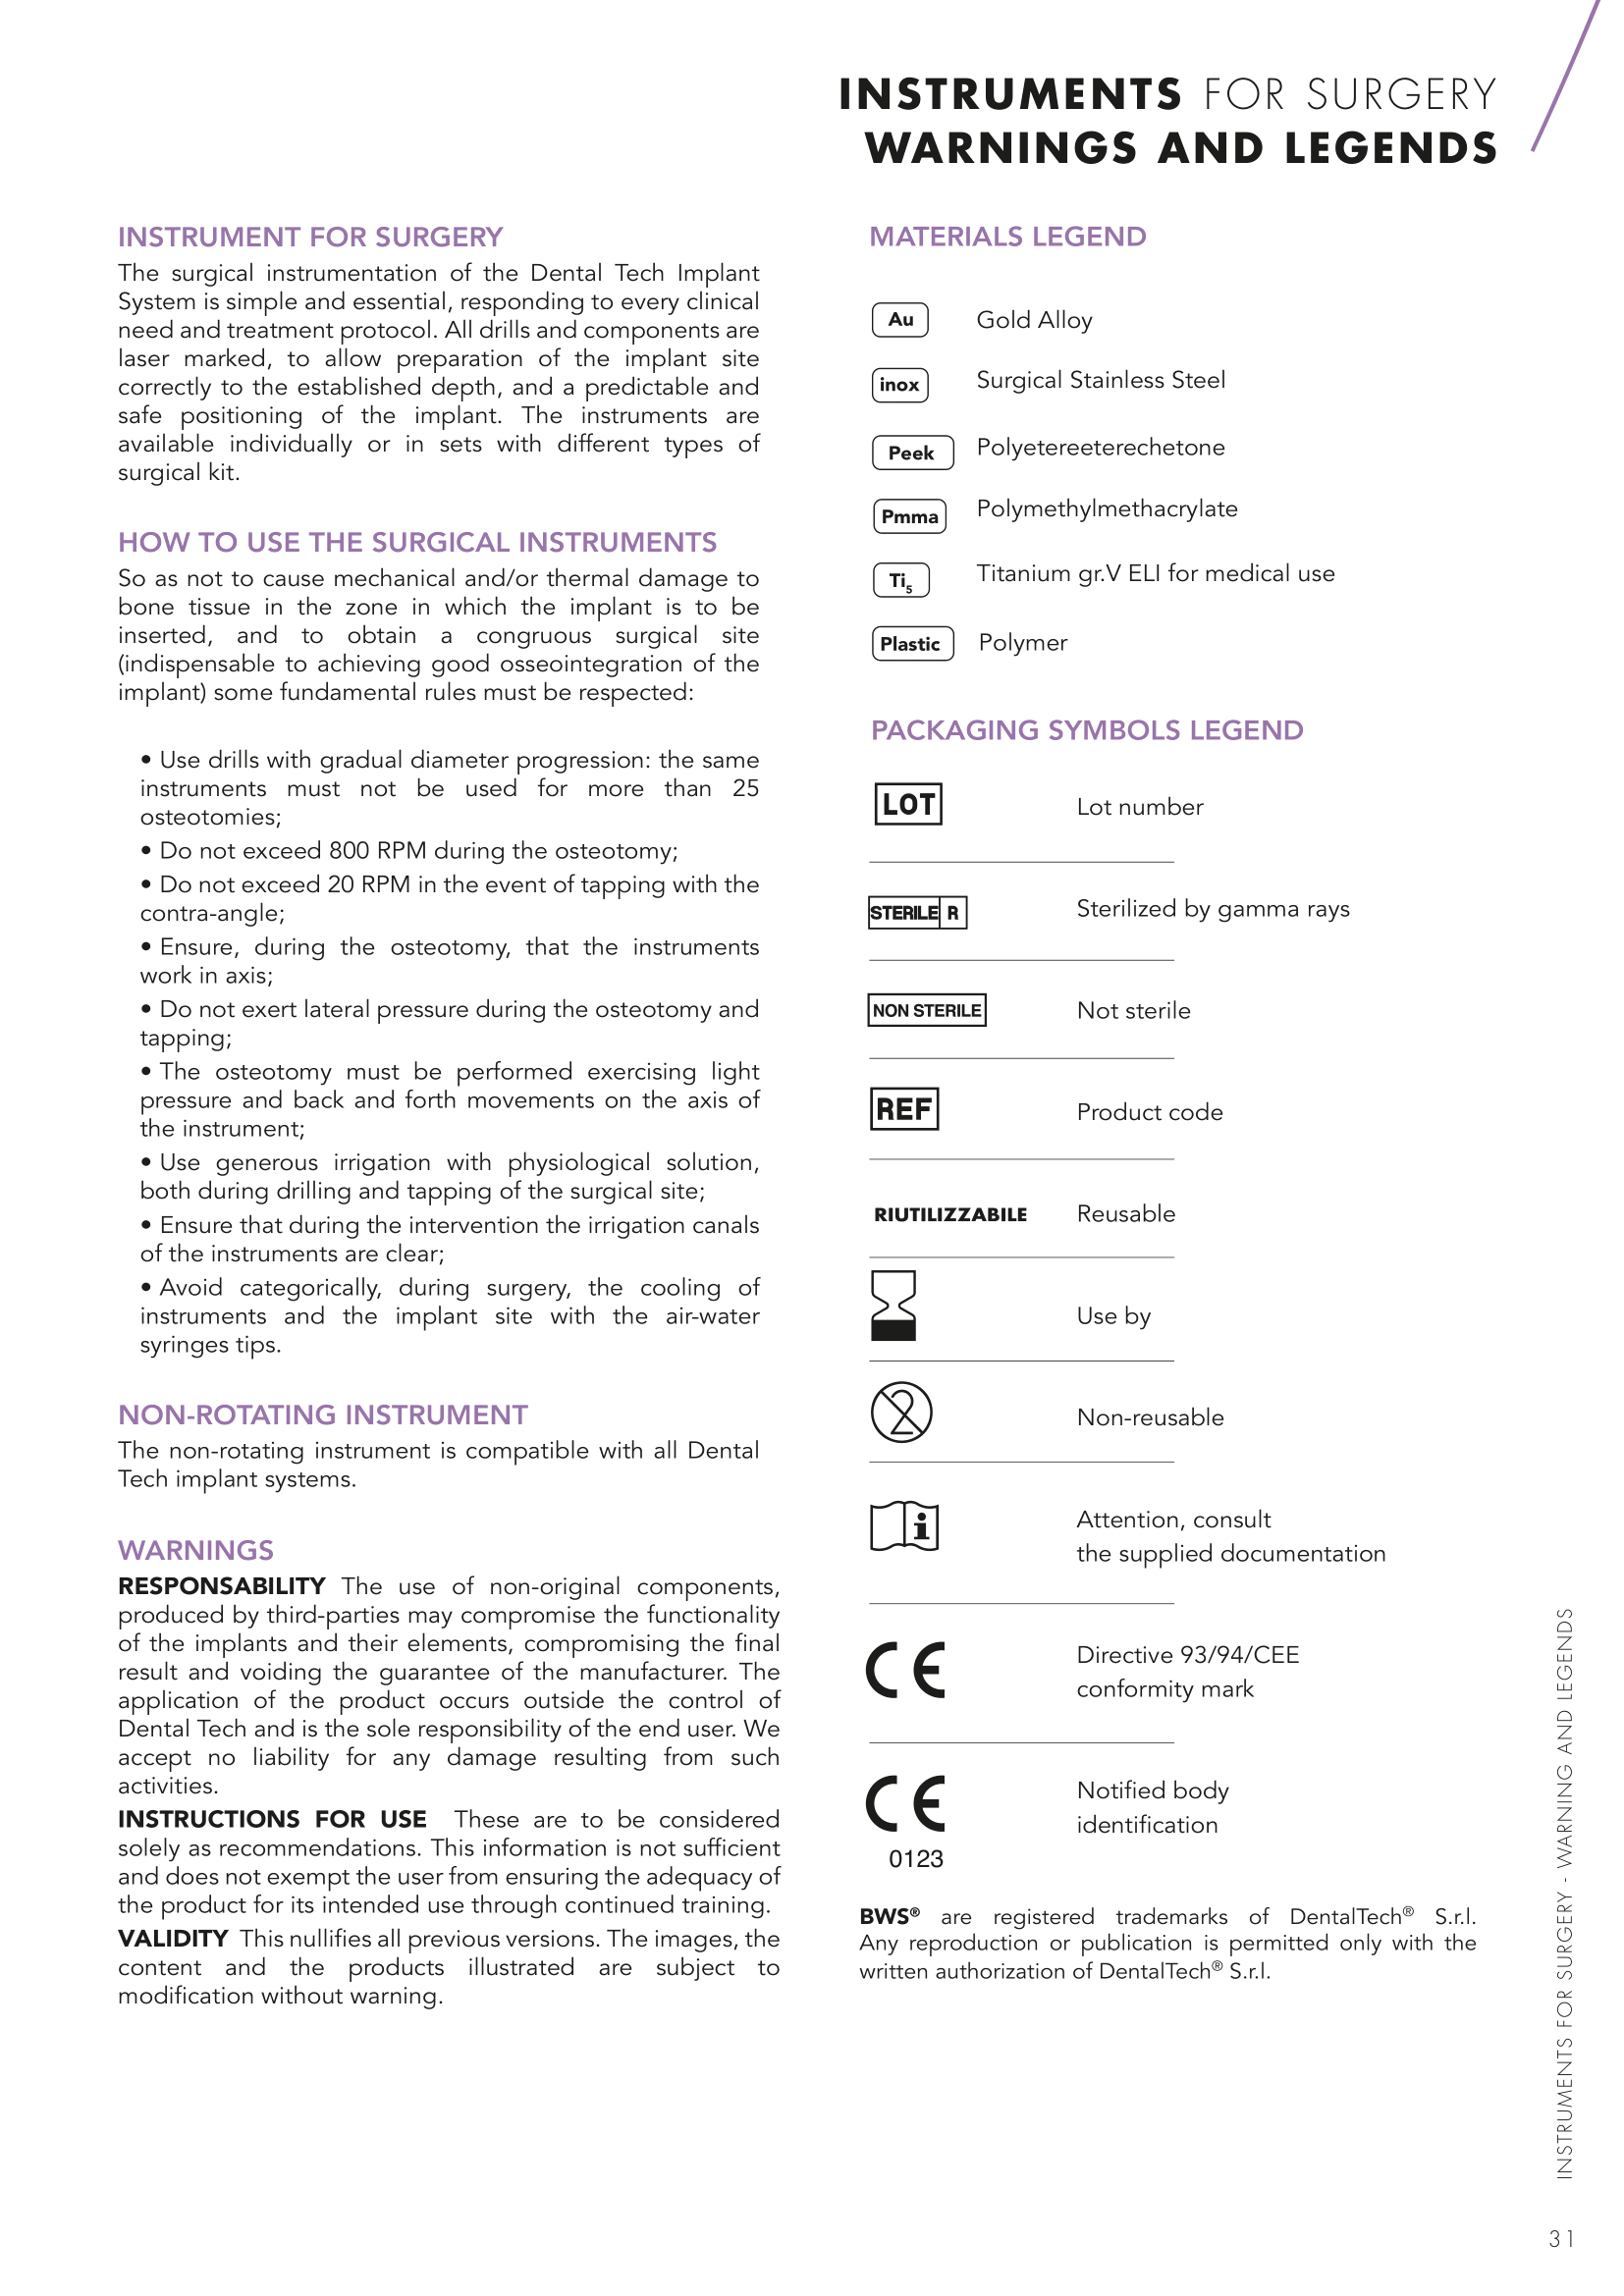 INSTRUMENTS FOR SURGERY
WARNINGS AND LEGENDS
INSTRUMENT FOR SURGERY
The surgical instrumentation of the Dental Tech Implant
System is simple and essential, responding to every clinical
need and treatment protocol. All drills and components are
laser marked, to allow preparation of the implant site
correctly to the established depth, and a predictable and
safe positioning of the implant. The instruments are
available individually or in sets with different types of
surgical kit.
HOW TO USE THE SURGICAL INSTRUMENTS
So as not to cause mechanical and/or thermal damage to
bone tissue in the zone in which the implant is to be
inserted, and to obtain a congruous surgical site
(indispensable to achieving good osseointegration of the
implant) some fundamental rules must be respected:
• Use drills with gradual diameter progression: the same
instruments must not be used for more than 25
osteotomies;
• Do not exceed 800 RPM during the osteotomy;
• Do not exceed 20 RPM in the event of tapping with the
contra-angle;
• Ensure, during the osteotomy, that the instruments
work in axis;
• Do not exert lateral pressure during the osteotomy and
tapping;
• The osteotomy must be performed exercising light
pressure and back and forth movements on the axis of
the instrument;
• Use generous irrigation with physiological solution,
both during drilling and tapping of the surgical site;
• Ensure that during the intervention the irrigation canals
of the instruments are clear;
• Avoid categorically, during surgery, the cooling of
instruments and the implant site with the air-water
syringes tips.
NON-ROTATING INSTRUMENT
The non-rotating instrument is compatible with all Dental
Tech implant systems.
WARNINGS
RESPONSABILITY The use of non-original components,
produced by third-parties may compromise the functionality
of the implants and their elements, compromising the final
result and voiding the guarantee of the manufacturer. The
application of the product occurs outside the control of
Dental Tech and is the sole responsibility of the end user. We
accept no liability for any damage resulting from such
activities.
INSTRUCTIONS FOR USE These are to be considered
solely as recommendations. This information is not sufficient
and does not exempt the user from ensuring the adequacy of
the product for its intended use through continued training.
VALIDITY This nullifies all previous versions. The images, the
content and the products illustrated are subject to
modification without warning.
MATERIALS LEGEND
Au Gold Alloy
inox Surgical Stainless Steel
Peek Polyetereeterechetone
Pmma Polymethylmethacrylate
Ti5 Titanium gr.V ELI for medical use
Plastic Polymer
PACKAGING SYMBOLS LEGEND
LOT Lot number
STERILE R Sterilized by gamma rays
NON STERILE Not sterile
REF Product code
RIUTILIZZABILE Reusable
Use by
2 Non-reusable
i Attention, consult
the supplied documentation
CE Directive 93/94/CEE
conformity mark
CE Notified body
identification
0123
BWS® are registered trademarks of DentalTech® S.r.l.
Any reproduction or publication is permitted only with the
written authorization of DentalTech® S.r.l.
INSTRUMENTS FOR SURGERY - WARNING AND LEGENDS
31